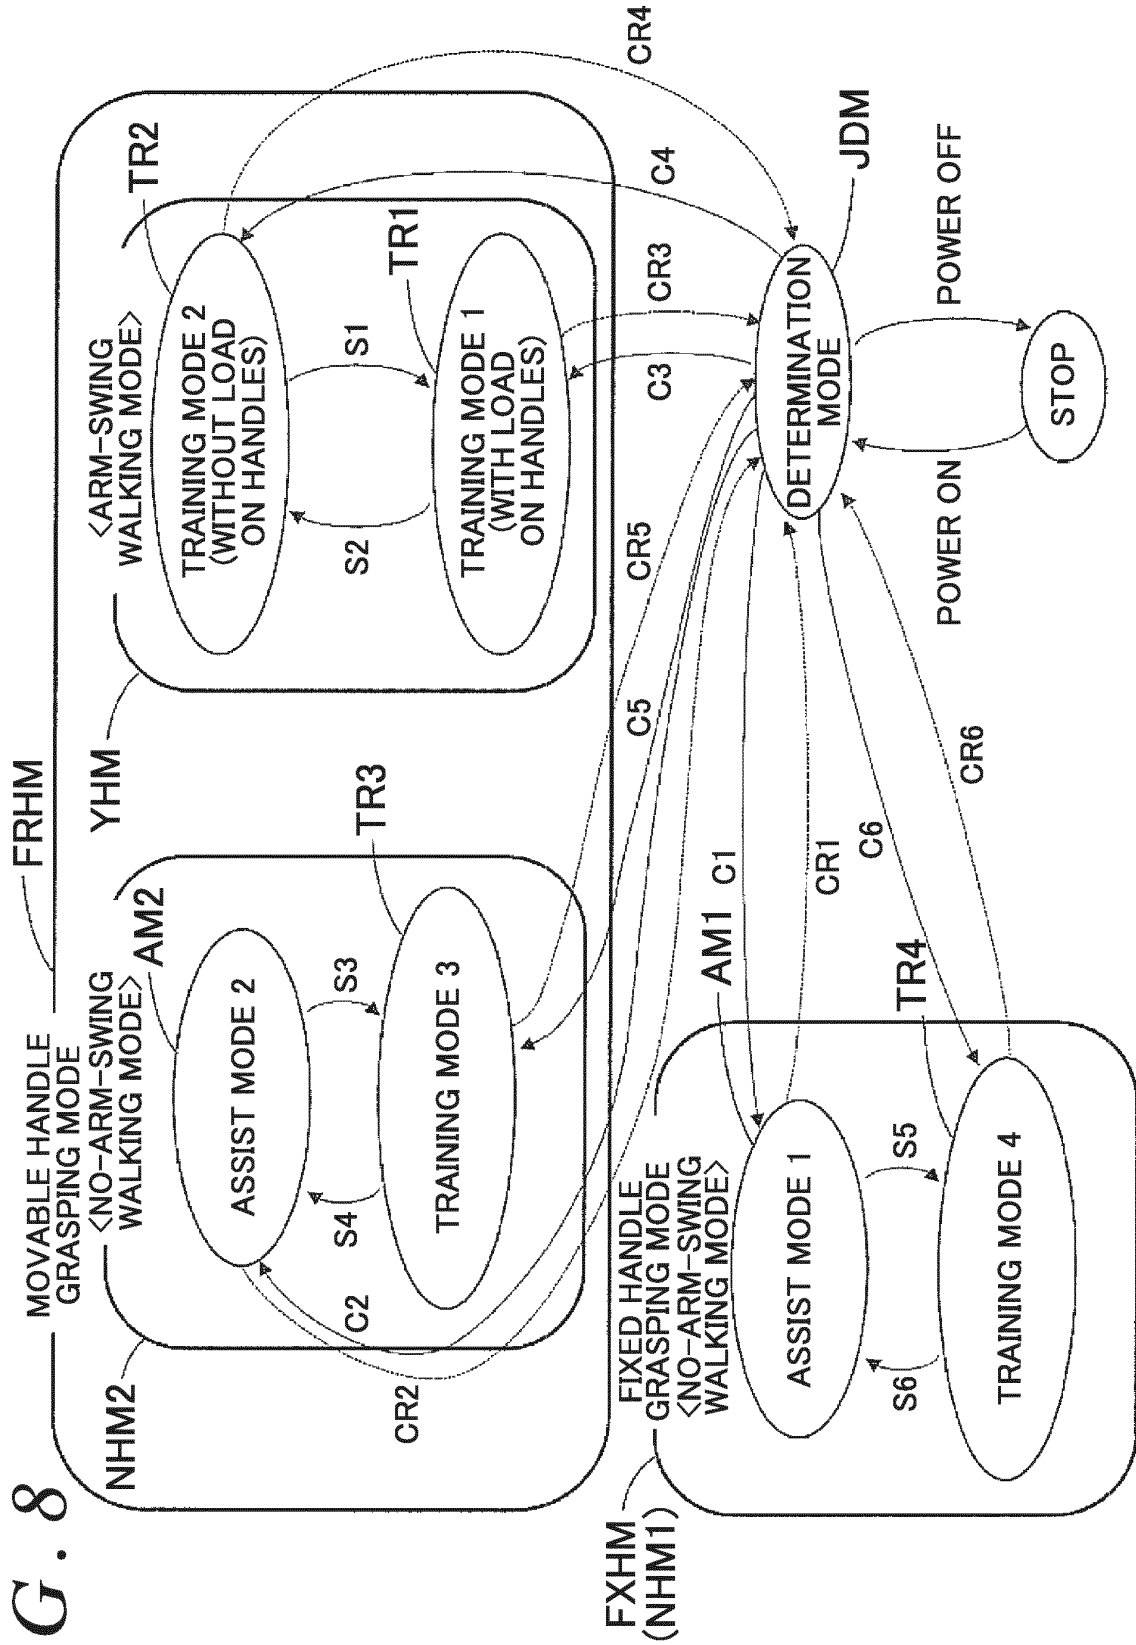 G . 8
FRHM
MOVABLE HANDLE
GRASPING MODE
NHM2
<NO-ARM-SWING
WALKING MODE>
AM2
ASSIST MODE 2
S4
S3
TRAINING MODE 3
TR3
C2
CR2
YHM
<ARM-SWING
WALKING MODE>
TR2
TRAINING MODE 2
(WITHOUT LOAD
ON HANDLES)
S2
S1
TR1
TRAINING MODE 1
(WITH LOAD
ON HANDLES)
CR4
C4
CR3
C3
CR5
C5
FXHM
(NHM1)
FIXED HANDLE
GRASPING MODE
<NO-ARM-SWING
WALKING MODE>
AM1
C1
CR1
ASSIST MODE 1
S6
S5
TR4
TRAINING MODE 4
C6
CR6
DETERMINATION
MODE
JDM
POWER ON
POWER OFF
STOP